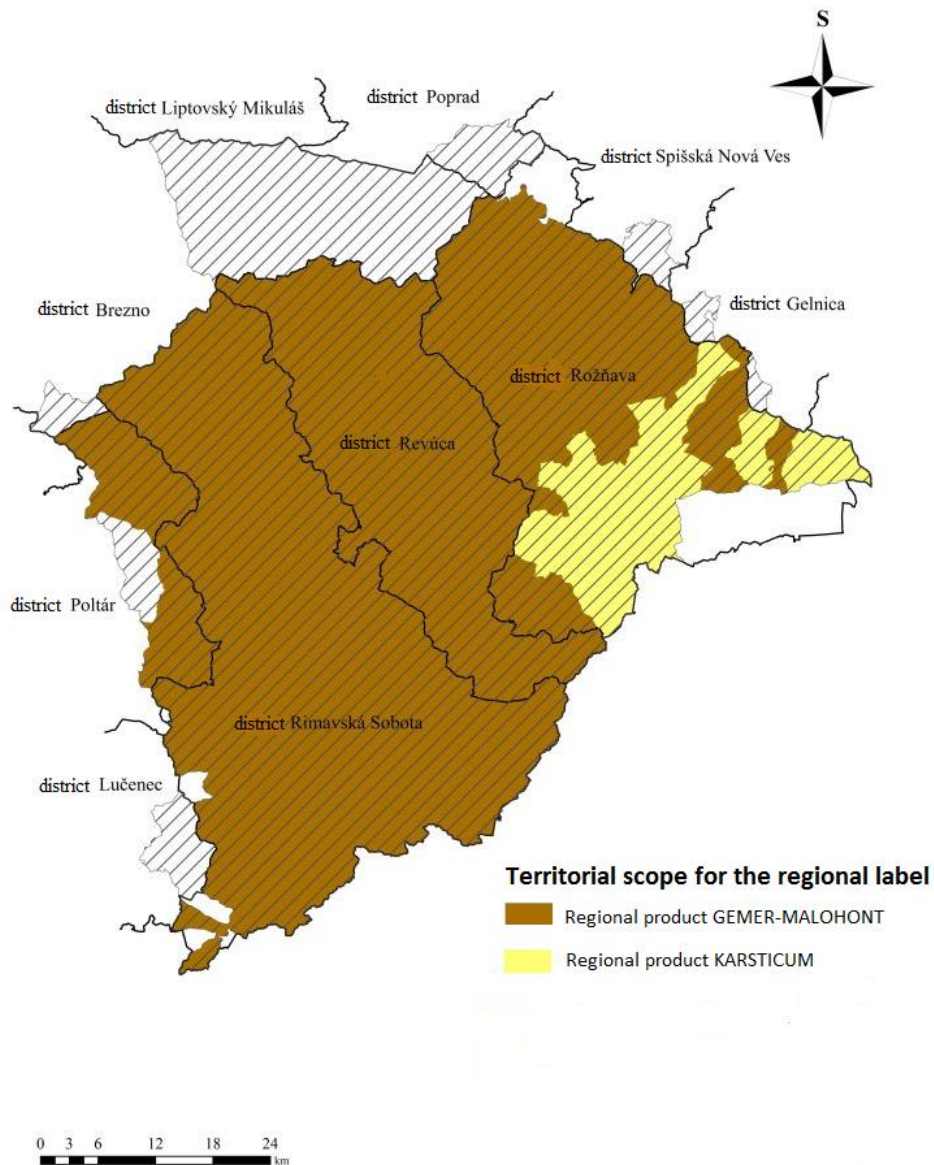 S
district Poprad
district Liptovský Mikuláš
district Spišská Nová Ves
district Brezno
district Gelnica
district Rožňava
district Revúca
district Poltár
district Rimavská Sobota
district Lučenec
Territorial scope for the regional label
Regional product GEMER-MALOHONT
Regional product KARSTICUM
0 3 6 12 18 24
km